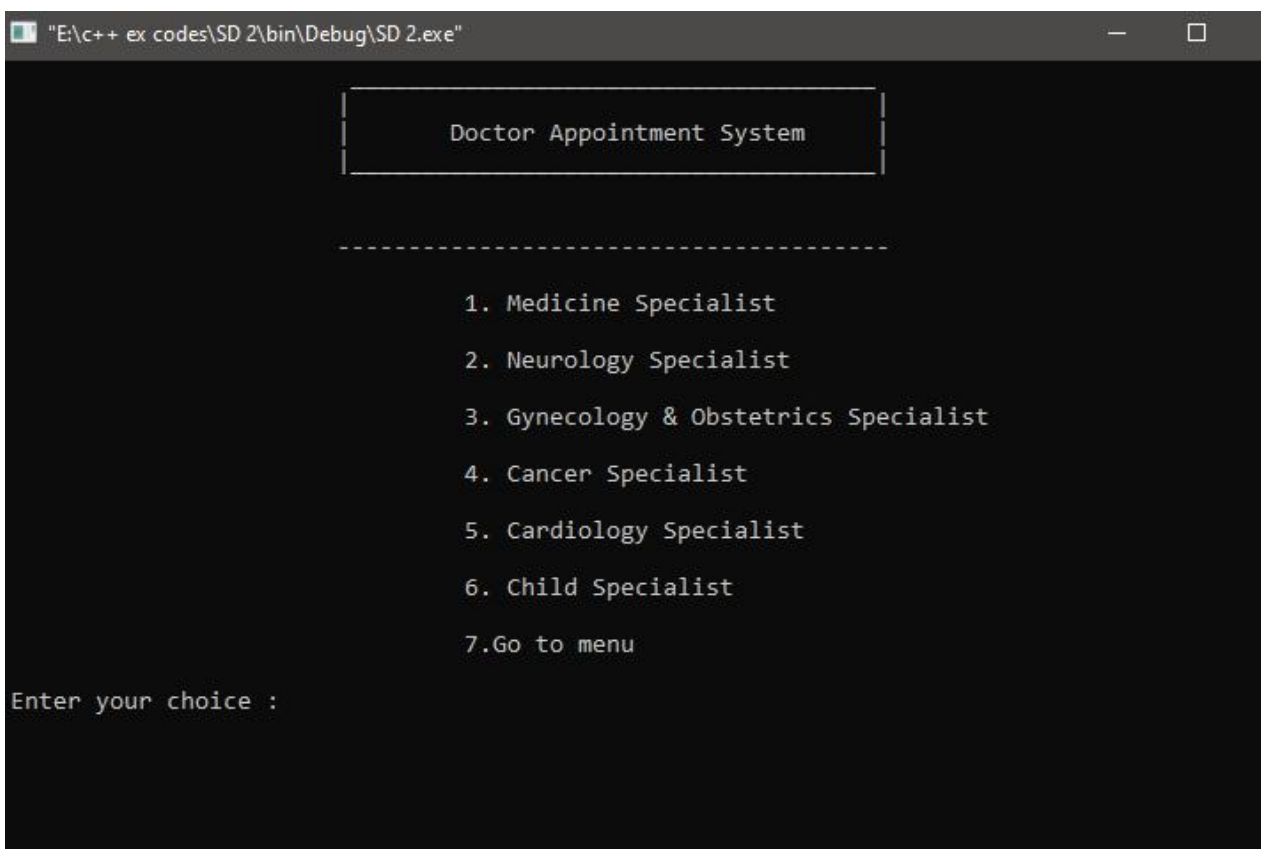 "E:\c++ ex codes\SD 2\bin\Debug\SD 2.exe"
Doctor Appointment System
---------------------------------------
1. Medicine Specialist
2. Neurology Specialist
3. Gynecology & Obstetrics Specialist
4. Cancer Specialist
5. Cardiology Specialist
6. Child Specialist
7.Go to menu
Enter your choice :